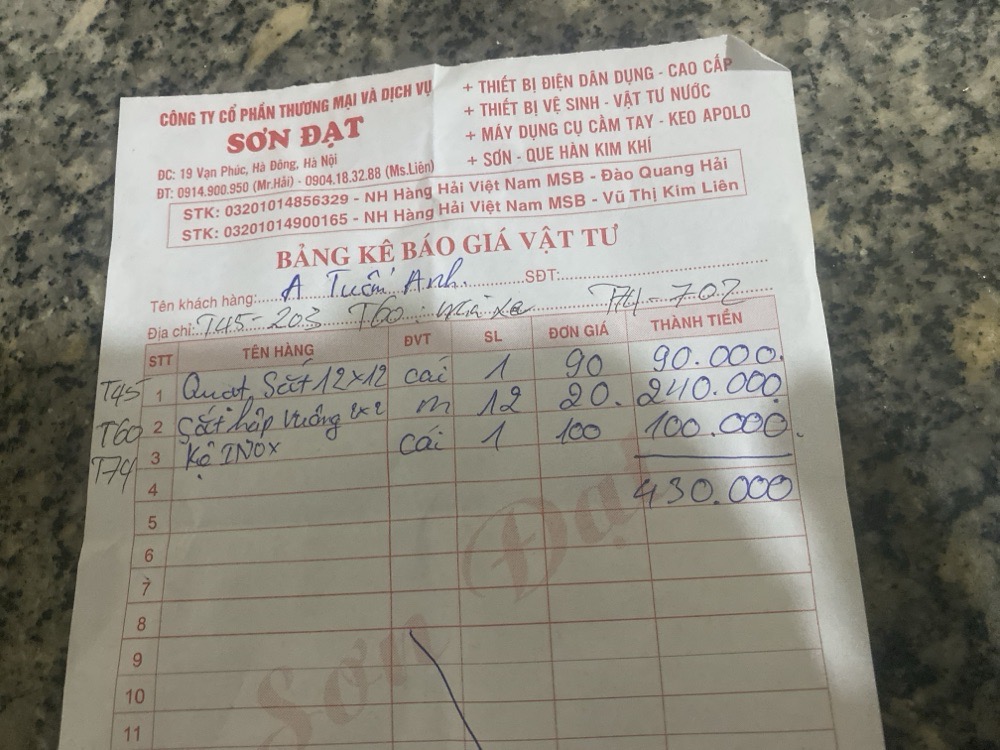 CÔNG TY CỔ PHẦN THƯƠNG MẠI VÀ DỊCH VỤ
SƠN ĐẠT
ĐC: 19 Vạn Phúc, Hà Đông, Hà Nội
ĐT: 0914.900.950 (Mr.Hải) - 0904.18.32.88 (Ms.Liên)
+ THIẾT BỊ ĐIỆN DÂN DỤNG - CAO CẤP
+ THIẾT BỊ VỆ SINH - VẬT TƯ NƯỚC
+ MÁY DỤNG CỤ CẦM TAY - KEO APOLO
+ SƠN - QUE HÀN KIM KHÍ
STK: 03201014856329 - NH Hàng Hải Việt Nam MSB - Đào Quang Hải
STK: 03201014900165 - NH Hàng Hải Việt Nam MSB - Vũ Thị Kim Liên
BẢNG KÊ BÁO GIÁ VẬT TƯ
Tên khách hàng: A Tuấn Anh. SĐT:
Địa chỉ: T45-203 T60: nhà xe T74-702
STT TÊN HÀNG ĐVT SL ĐƠN GIÁ THÀNH TIỀN
T45 1 Quạt Sắt 12x12 cái 1 90 90.000.
T60 2 Sắt hộp vuông 2x2 m 12 20. 240.000
T74 3 Kệ INOX cái 1 100 100.000.
4 430.000
5
6
7
8
9
10
11
Sơn Đạt